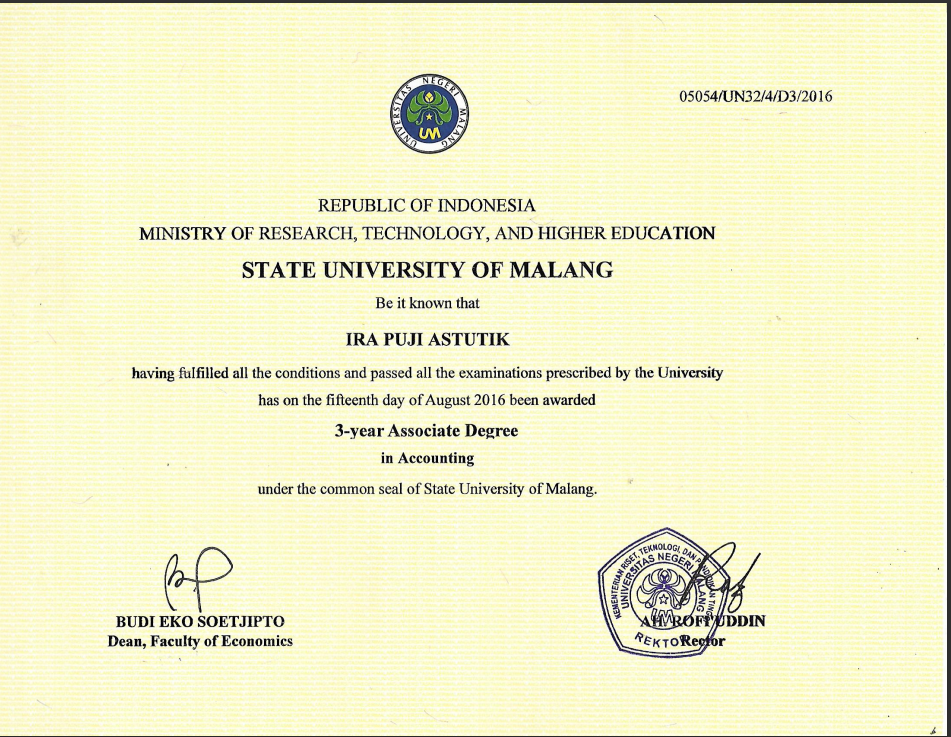 UNIVERSITAS NEGERI MALANG
UM
05054/UN32/4/D3/2016
REPUBLIC OF INDONESIA
MINISTRY OF RESEARCH, TECHNOLOGY, AND HIGHER EDUCATION
STATE UNIVERSITY OF MALANG
Be it known that
IRA PUJI ASTUTIK
having fulfilled all the conditions and passed all the examinations prescribed by the University
has on the fifteenth day of August 2016 been awarded
3-year Associate Degree
in Accounting
under the common seal of State University of Malang.
KEMENTERIAN RISET, TEKNOLOGI, DAN PENDIDIKAN TINGGI
UNIVERSITAS NEGERI MALANG
UM
REKTOR
BUDI EKO SOETJIPTO
Dean, Faculty of Economics
AH. ROFI'UDDIN
Rector